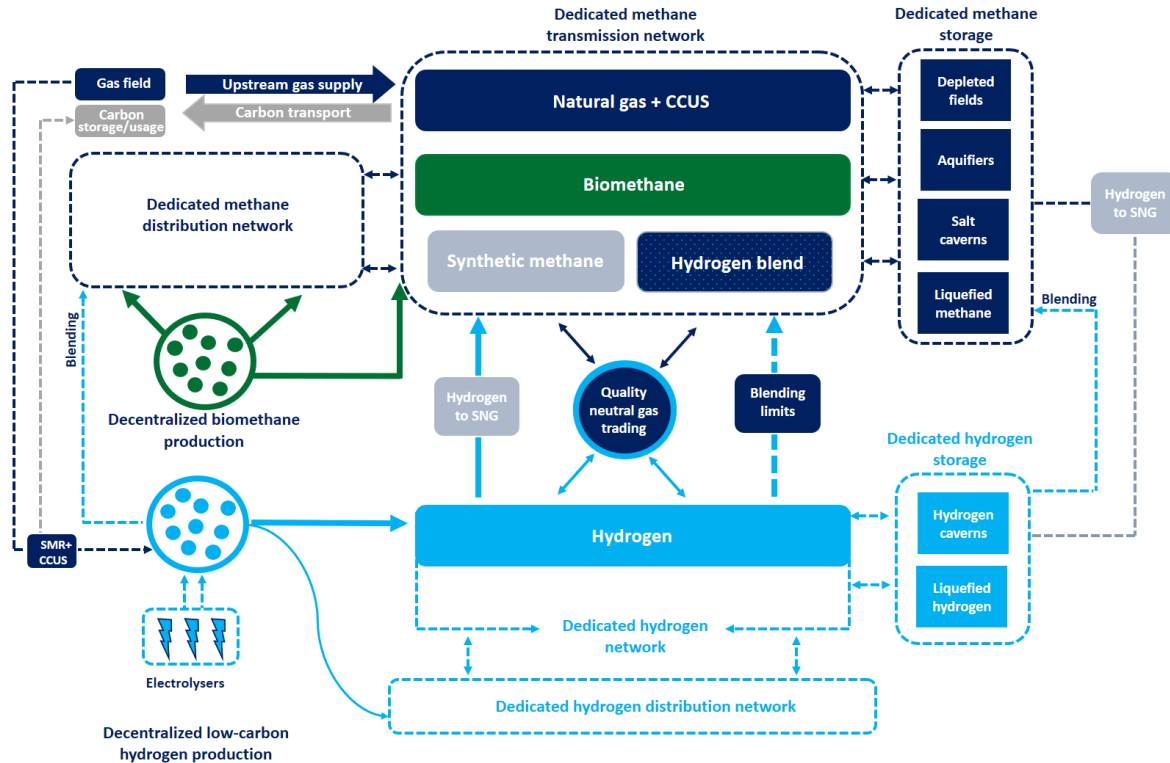 Dedicated methane
transmission network
Dedicated methane
storage
Gas field
Upstream gas supply
Carbon
storage/usage
Carbon transport
Natural gas + CCUS
Depleted
fields
Biomethane
Aquifiers
Dedicated methane
distribution network
Hydrogen
to SNG
Synthetic methane
Hydrogen blend
Salt
caverns
Liquefied
methane
Blending
Blending
Hydrogen
to SNG
Quality
neutral gas
trading
Blending
limits
Decentralized biomethane
production
Dedicated hydrogen
storage
Hydrogen
Hydrogen
caverns
SMR+
CCUS
Liquefied
hydrogen
Dedicated hydrogen
network
Electrolysers
Dedicated hydrogen distribution network
Decentralized low-carbon
hydrogen production